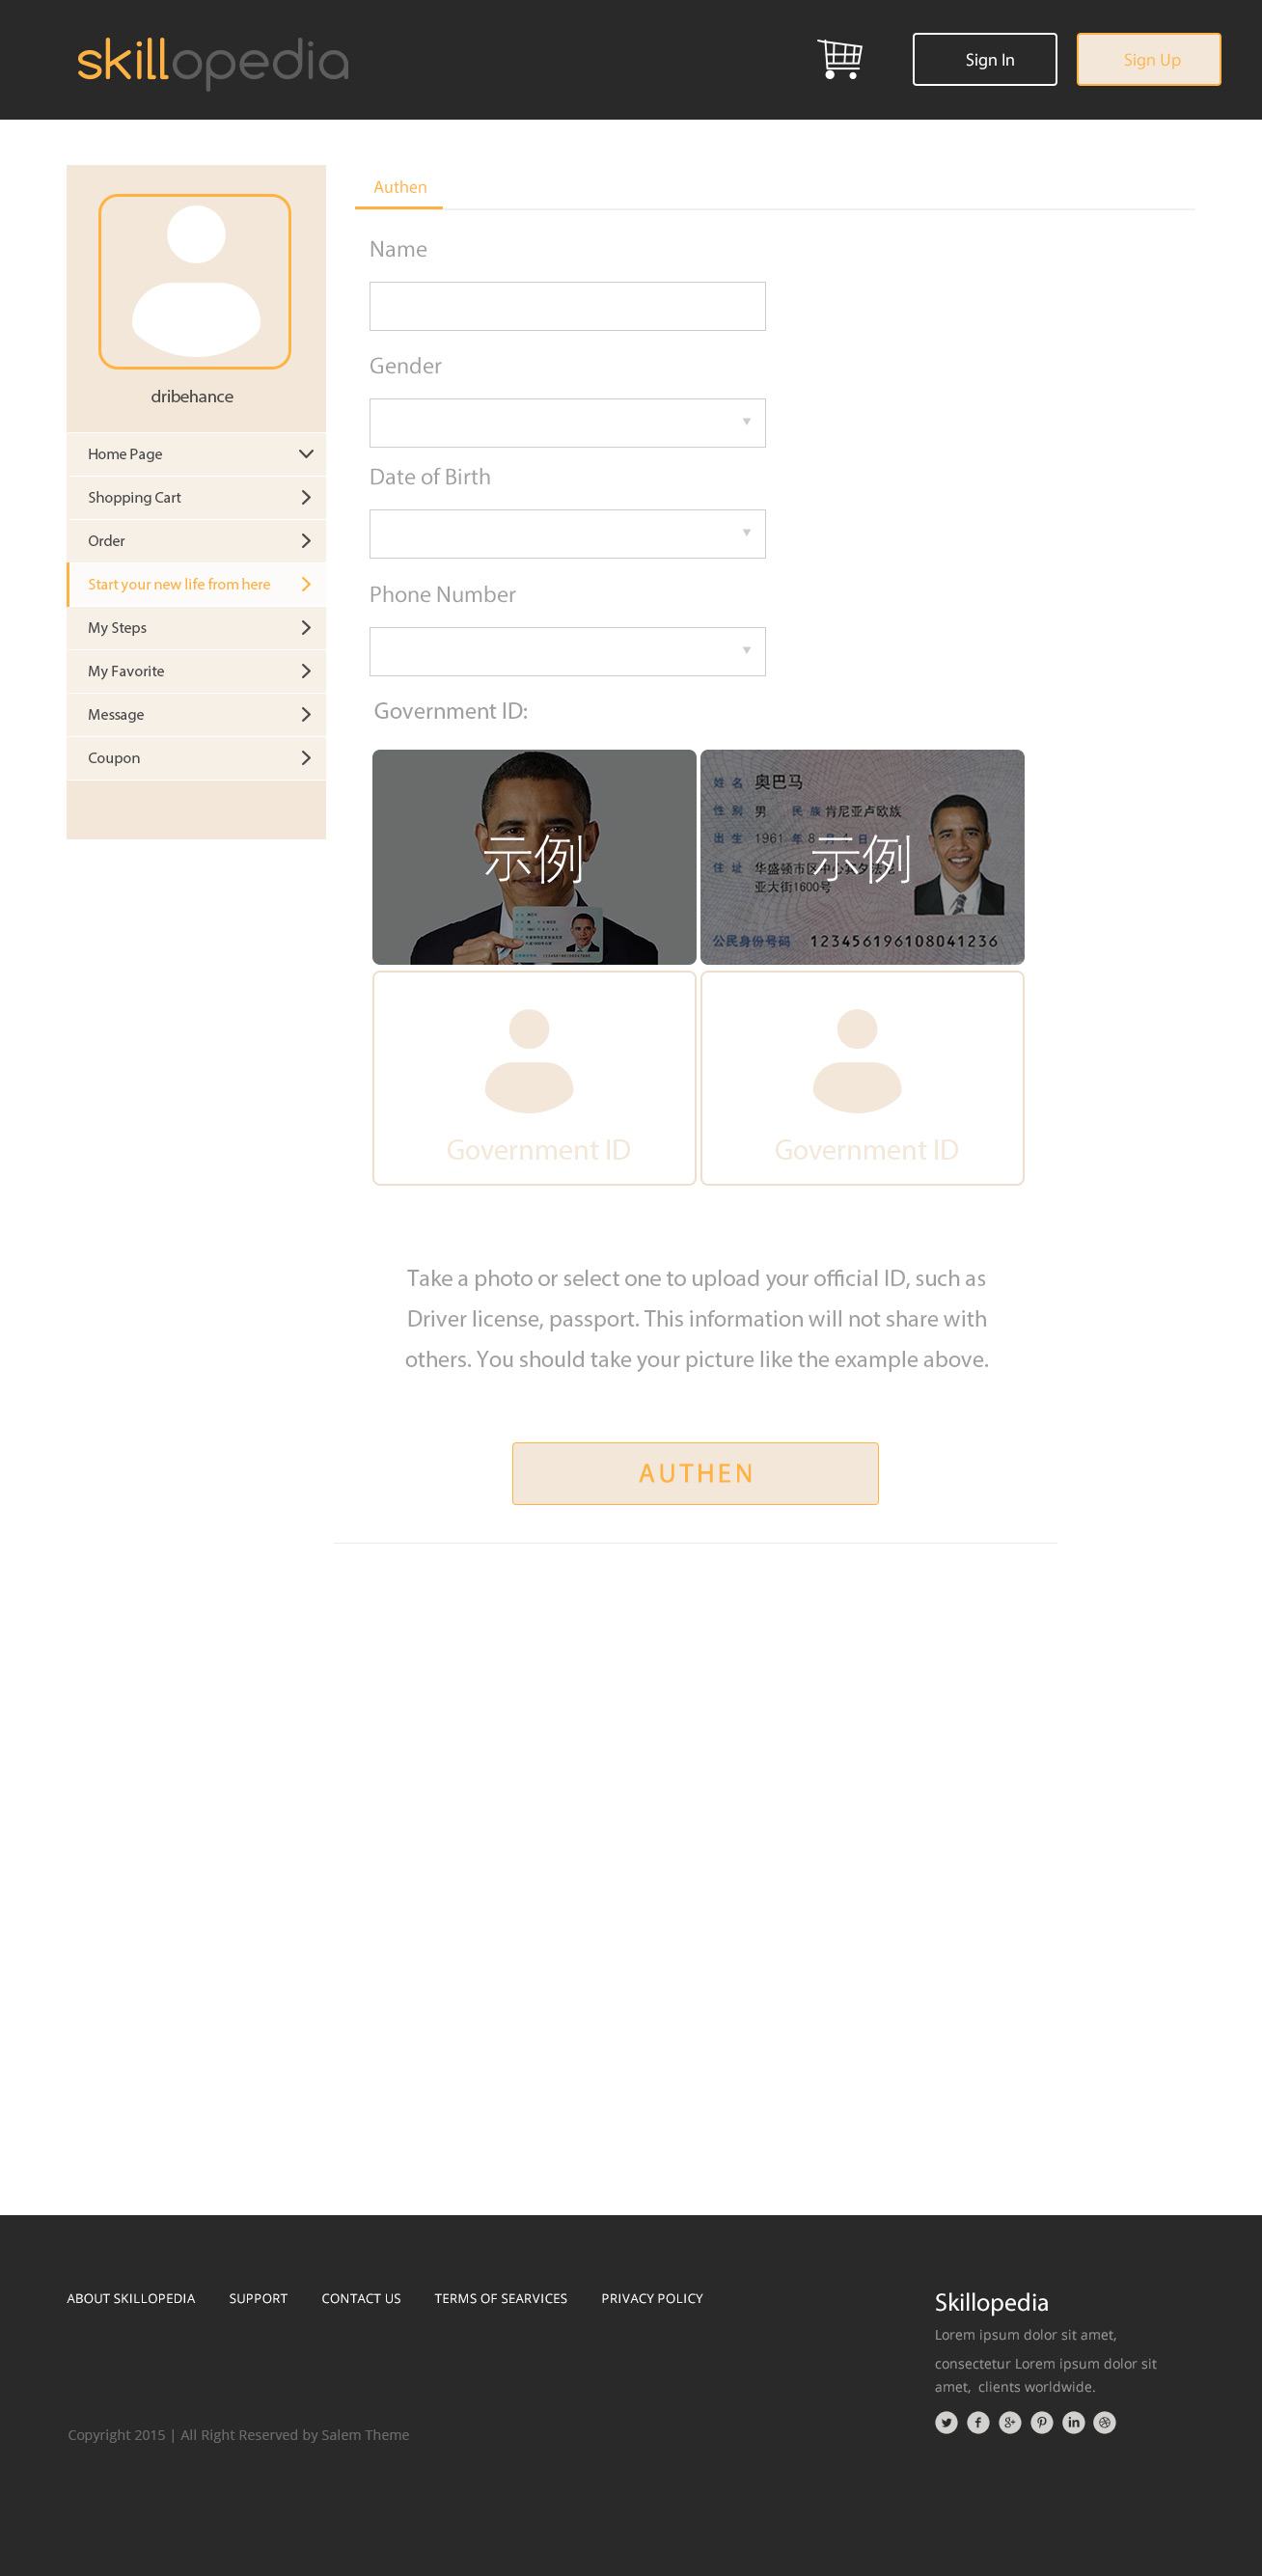 skillopedia
Sign In
Sign Up
dribehance
Home Page
Shopping Cart
Order
Start your new life from here
My Steps
My Favorite
Message
Coupon
Authen
Name
Gender
Date of Birth
Phone Number
Government ID:
示例
姓 名 奥巴马
性 别 男 民 族 肯尼亚卢欧族
出 生 1961 年 8 月 4 日
示例
住 址 华盛顿市区中心
亚大街1600号
公民身份号码 123456196108041236
Government ID
Government ID
Take a photo or select one to upload your official ID, such as
Driver license, passport. This information will not share with
others. You should take your picture like the example above.
AUTHEN
ABOUT SKILLOPEDIA
SUPPORT
CONTACT US
TERMS OF SEARVICES
PRIVACY POLICY
Skillopedia
Lorem ipsum dolor sit amet,
consectetur Lorem ipsum dolor sit
amet, clients worldwide.
Copyright 2015 | All Right Reserved by Salem Theme